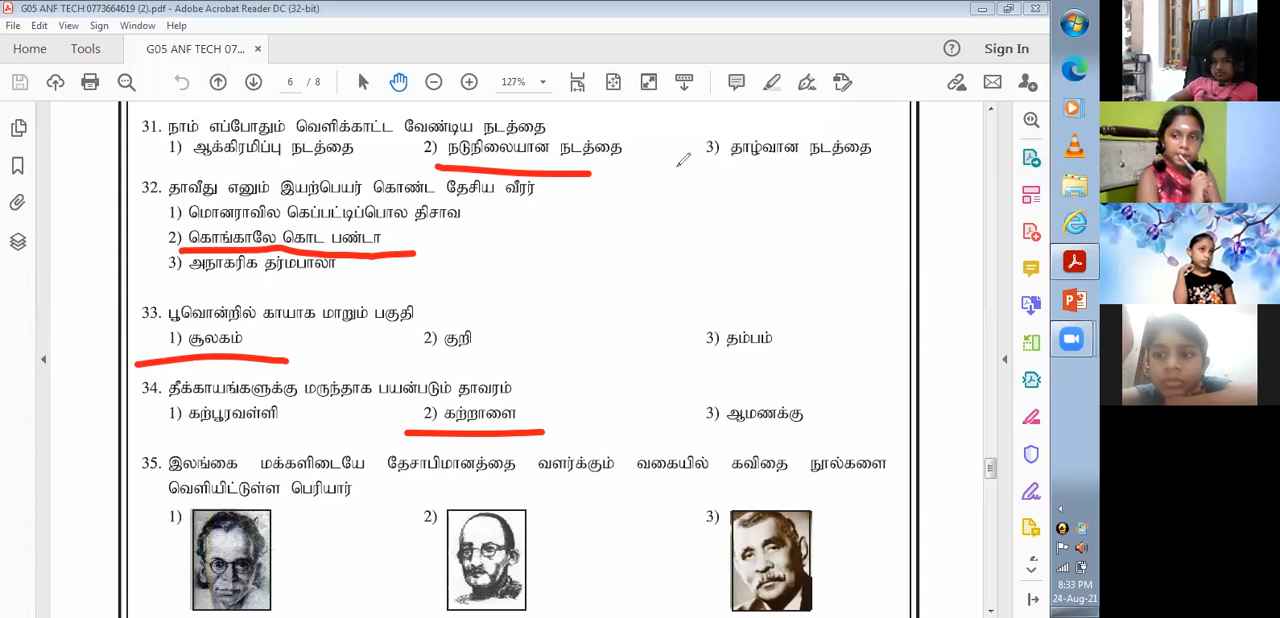 G05 ANF TECH 0773664619 (2).pdf - Adobe Acrobat Reader DC (32-bit)
File Edit View Sign Window Help
Home Tools G05 ANF TECH 07... × Sign In
6 / 8 127%
31. நாம் எப்போதும் வெளிக்காட்ட வேண்டிய நடத்தை
1) ஆக்கிரமிப்பு நடத்தை 2) நடுநிலையான நடத்தை 3) தாழ்வான நடத்தை
32. தாவீது எனும் இயற்பெயர் கொண்ட தேசிய வீரர்
1) மொனராவில கெப்பட்டிப்பொல திசாவ
2) கொங்காலே கொட பண்டா
3) அநாகரிக தர்மபாலா
33. பூவொன்றில் காயாக மாறும் பகுதி
1) சூலகம் 2) குறி 3) தம்பம்
34. தீக்காயங்களுக்கு மருந்தாக பயன்படும் தாவரம்
1) கற்பூரவள்ளி 2) கற்றாளை 3) ஆமணக்கு
35. இலங்கை மக்களிடையே தேசாபிமானத்தை வளர்க்கும் வகையில் கவிதை நூல்களை
வெளியிட்டுள்ள பெரியார்
1) 2) 3)
8:33 PM
24-Aug-21